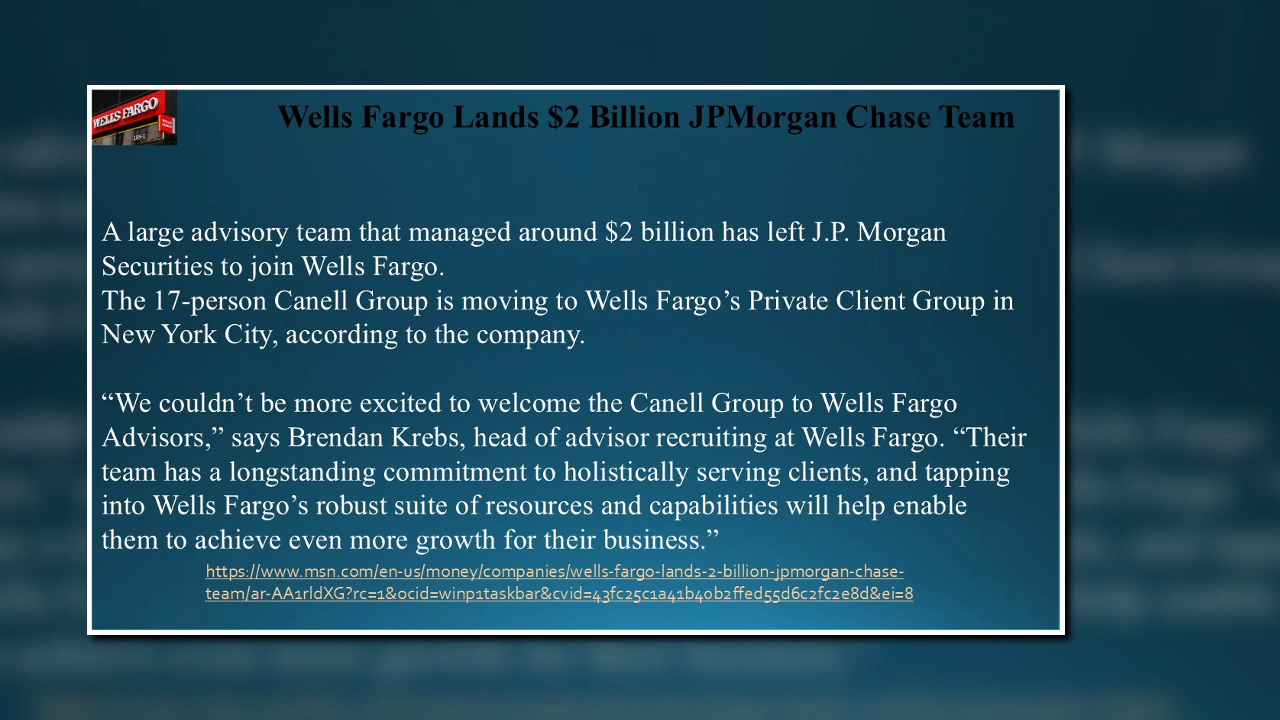 WELLS FARGO
Wells Fargo Lands $2 Billion JPMorgan Chase Team
A large advisory team that managed around $2 billion has left J.P. Morgan
Securities to join Wells Fargo.
The 17-person Canell Group is moving to Wells Fargo’s Private Client Group in
New York City, according to the company.
“We couldn’t be more excited to welcome the Canell Group to Wells Fargo
Advisors,” says Brendan Krebs, head of advisor recruiting at Wells Fargo. “Their
team has a longstanding commitment to holistically serving clients, and tapping
into Wells Fargo’s robust suite of resources and capabilities will help enable
them to achieve even more growth for their business.”
https://www.msn.com/en-us/money/companies/wells-fargo-lands-2-billion-jpmorgan-chase-
team/ar-AA1rldXG?rc=1&ocid=winp1taskbar&cvid=43fc25c1a41b40b2ffed55d6c2fc2e8d&ei=8